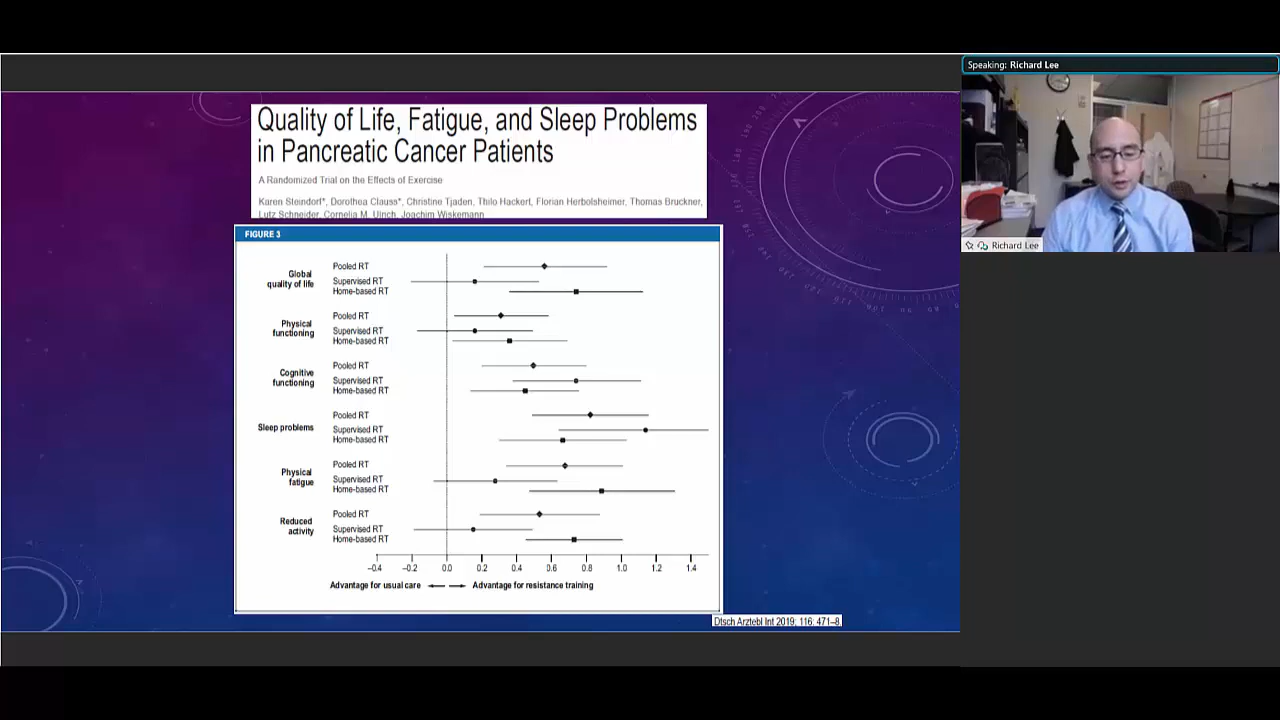 Speaking: Richard Lee
Richard Lee
Quality of Life, Fatigue, and Sleep Problems
in Pancreatic Cancer Patients
A Randomized Trial on the Effects of Exercise
Karen Steindorf*, Dorothea Clauss*, Christine Tjaden, Thilo Hackert, Florian Herbolsheimer, Thomas Bruckner,
Lutz Schneider, Cornelia M. Ulrich, Joachim Wiskemann
FIGURE 3
Global
quality of life
Pooled RT
Supervised RT
Home-based RT
Physical
functioning
Pooled RT
Supervised RT
Home-based RT
Cognitive
functioning
Pooled RT
Supervised RT
Home-based RT
Sleep problems
Pooled RT
Supervised RT
Home-based RT
Physical
fatigue
Pooled RT
Supervised RT
Home-based RT
Reduced
activity
Pooled RT
Supervised RT
Home-based RT
–0.4 –0.2 0.0 0.2 0.4 0.6 0.8 1.0 1.2 1.4
Advantage for usual care Advantage for resistance training
Dtsch Arztebl Int 2019; 116: 471–8